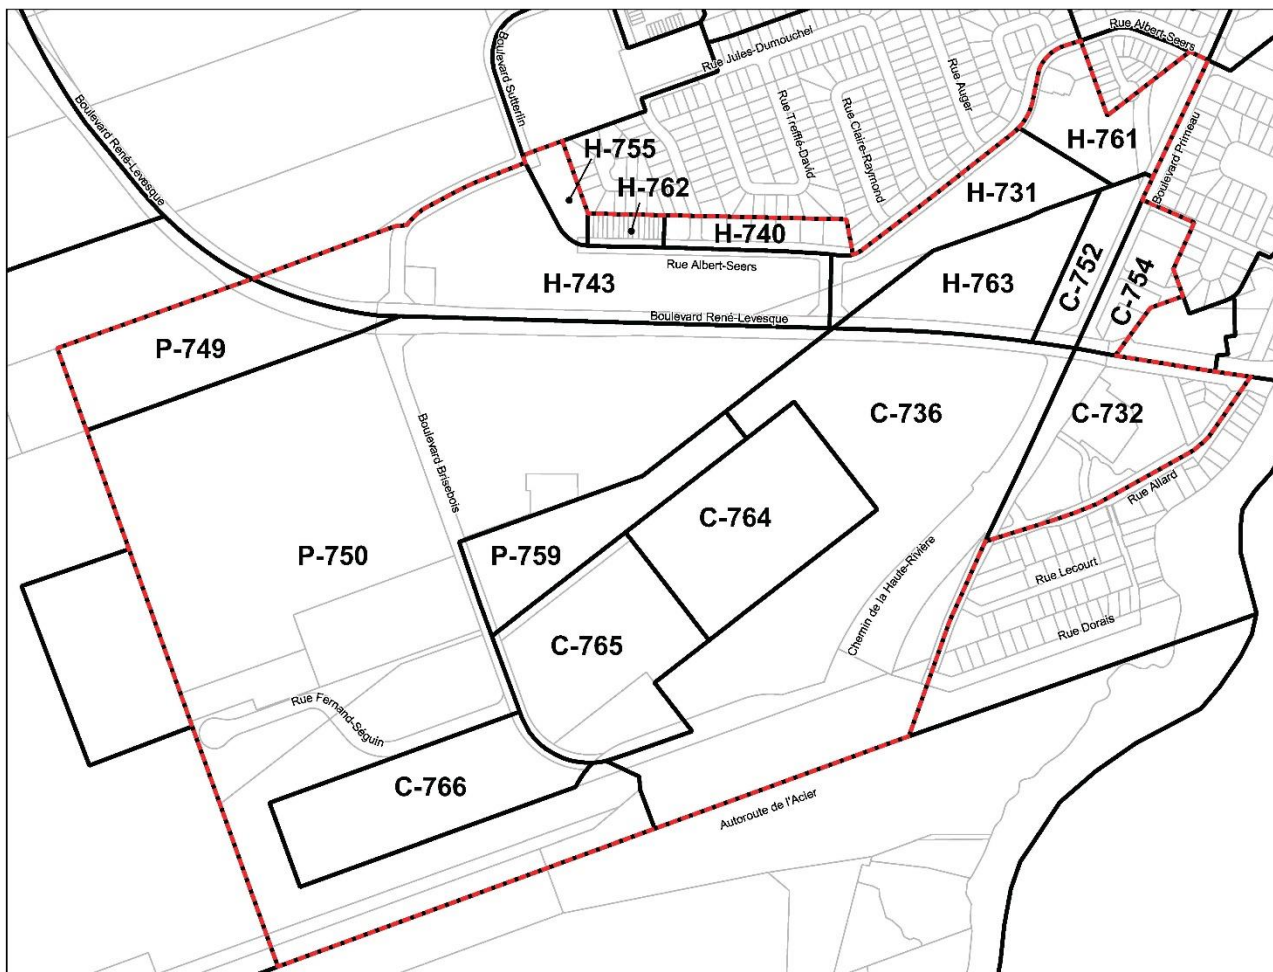 Rue Albert-Seers
Rue Jules-Dumouchel
Boulevard Sutterlin
Rue Auger
Boulevard René-Lévesque
Rue Trefflé-David
Rue Claire-Raymond
Boulevard Primeau
H-755
H-761
H-762
H-731
H-740
Rue Albert-Seers
C-752
C-754
H-743
H-763
Boulevard René-Lévesque
P-749
C-736
C-732
Boulevard Brisebois
Rue Allard
C-764
P-750
P-759
Rue Lecourt
Chemin de la Haute-Rivière
Rue Dorais
C-765
Rue Fernand-Séguin
C-766
Autoroute de l'Acier